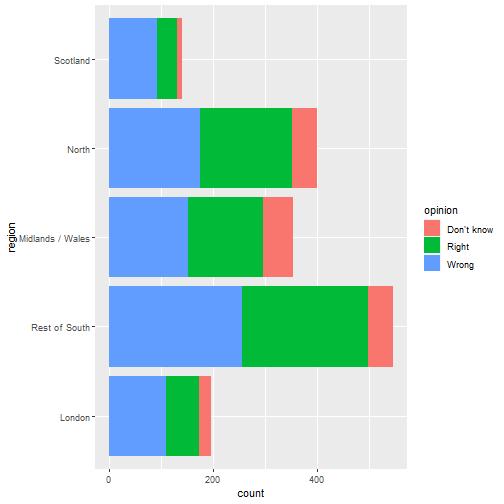 Scotland
North
Midlands / Wales
Rest of South
London
region
0
200
400
count
opinion
Don't know
Right
Wrong